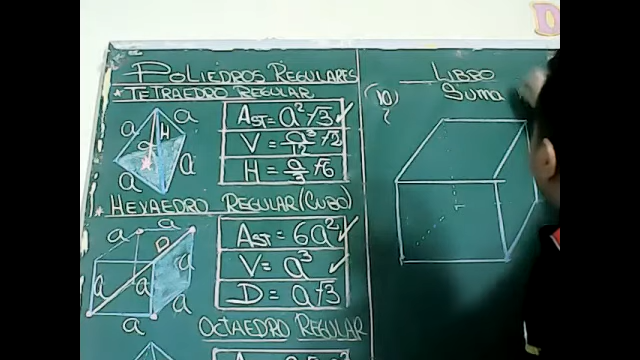 POLIEDROS REGULARES
* TETRAEDRO REGULAR
a a H a a a
AST = a²√3
V = a³/12 √2
H = a/3 √6
* HEXAEDRO REGULAR (CUBO)
a a D a a a a a
AST = 6a²
V = a³
D = a√3
OCTAEDRO REGULAR
LIBRO
Suma
10)
D